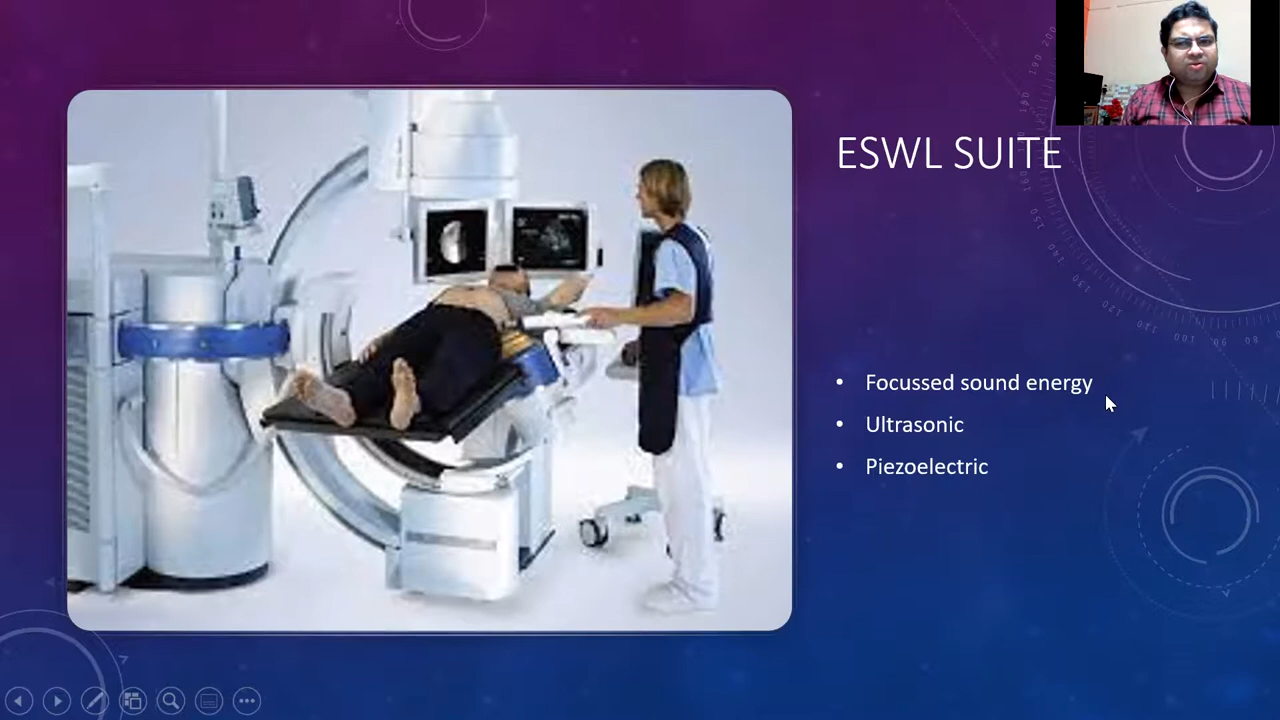 ESWL SUITE
• Focussed sound energy
• Ultrasonic
• Piezoelectric